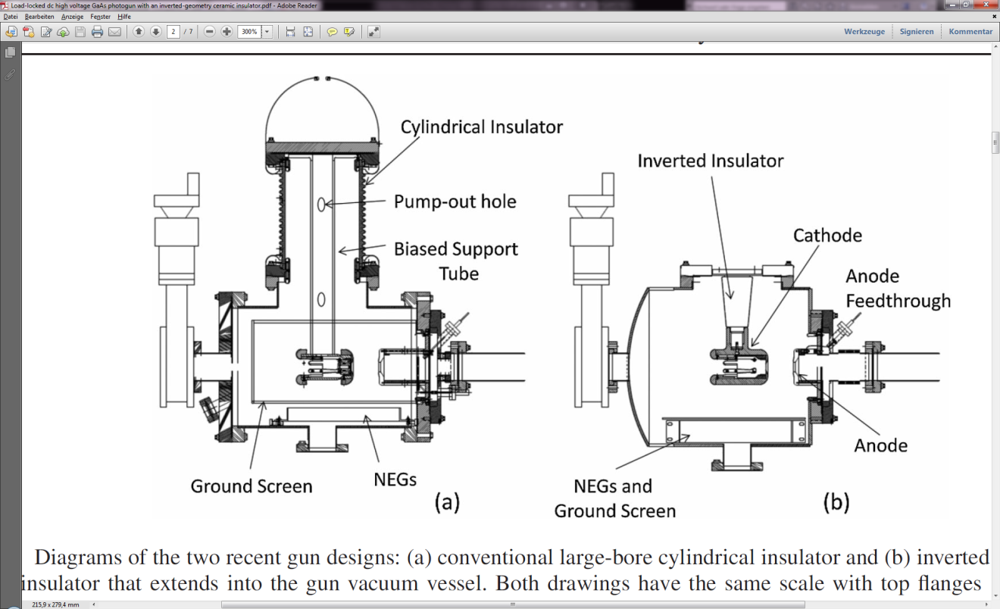 Load-locked dc high voltage GaAs photogun with an inverted-geometry ceramic insulator.pdf - Adobe Reader
Datei Bearbeiten Anzeige Fenster Hilfe
2 / 7 300% Werkzeuge Signieren Kommentar
Cylindrical Insulator
Pump-out hole
Biased Support
Tube
Ground Screen
NEGs
(a)
Inverted Insulator
Cathode
Anode
Feedthrough
Anode
NEGs and
Ground Screen
(b)
Diagrams of the two recent gun designs: (a) conventional large-bore cylindrical insulator and (b) inverted
insulator that extends into the gun vacuum vessel. Both drawings have the same scale with top flanges
215,9 x 279,4 mm